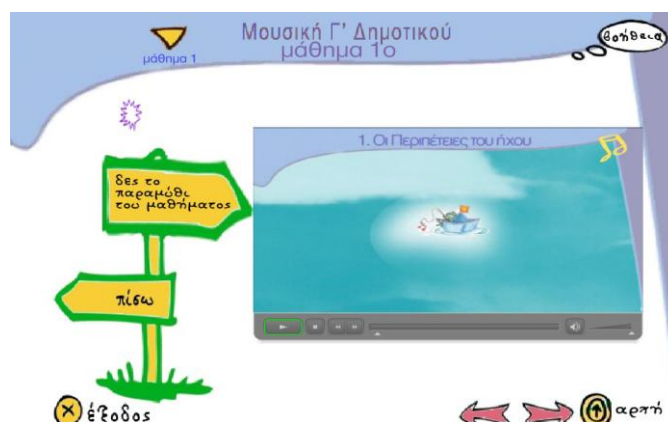 Μουσική Γ' Δημοτικού
μάθημα 1ο
μάθημα 1
βοήθεια
1. Οι Περιπέτειες του ήχου
δες το
παραμύθι
του μαθήματος
πίσω
έξοδος
αρπή